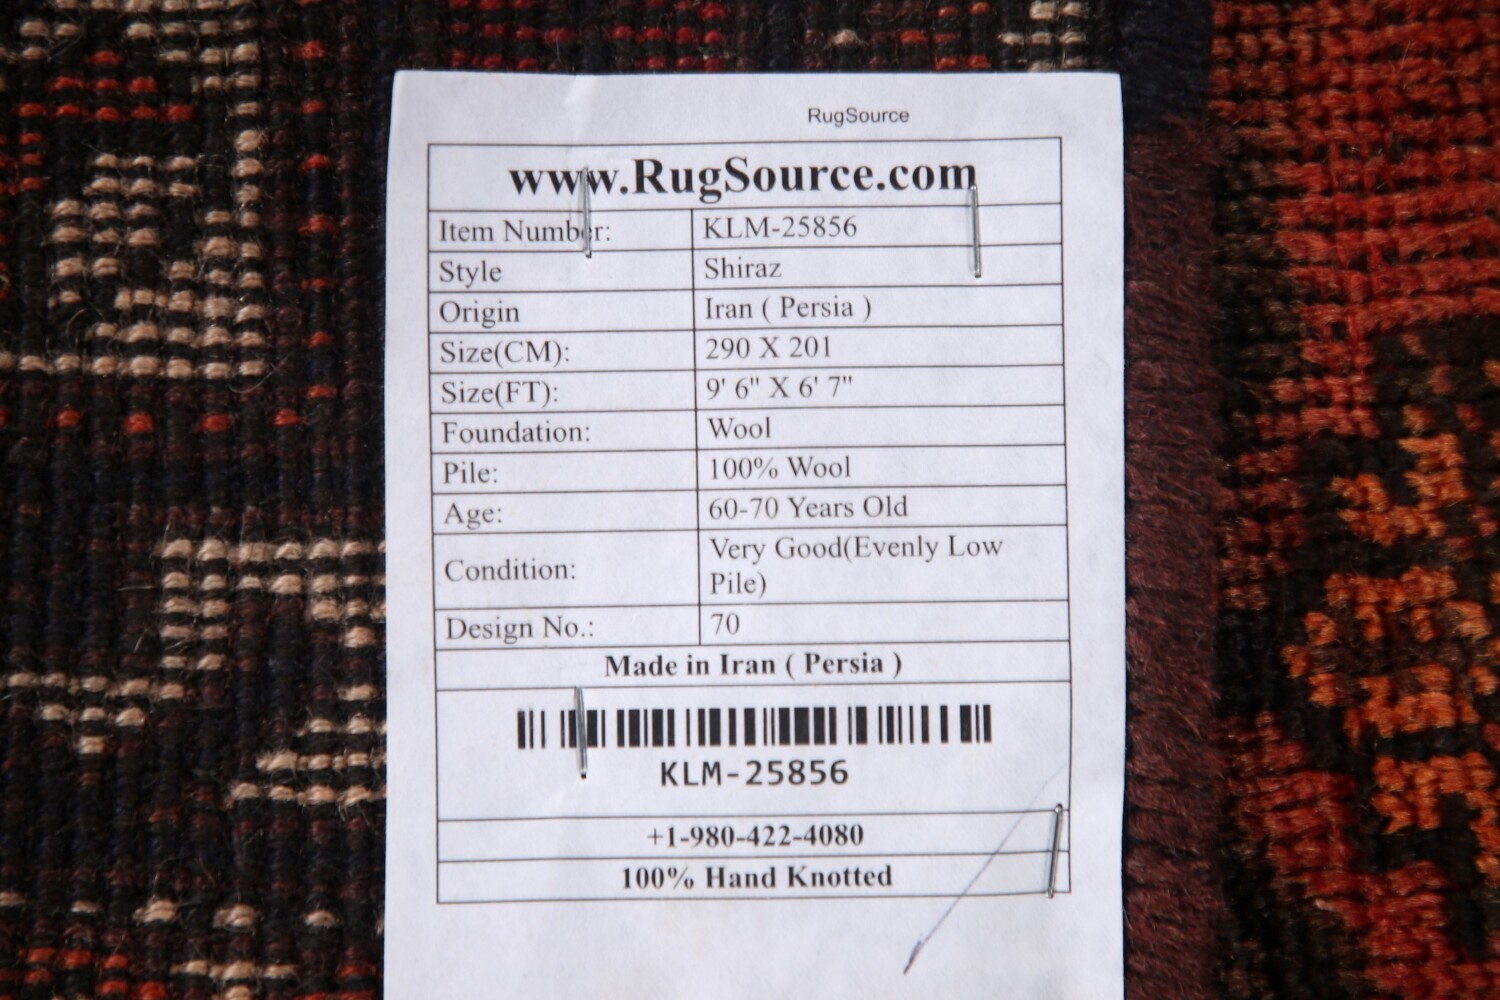 RugSource
www.RugSource.com
Item Number: KLM-25856
Style Shiraz
Origin Iran ( Persia )
Size(CM): 290 X 201
Size(FT): 9' 6" X 6' 7"
Foundation: Wool
Pile: 100% Wool
Age: 60-70 Years Old
Condition: Very Good(Evenly Low
Pile)
Design No.: 70
Made in Iran ( Persia )
KLM-25856
+1-980-422-4080
100% Hand Knotted